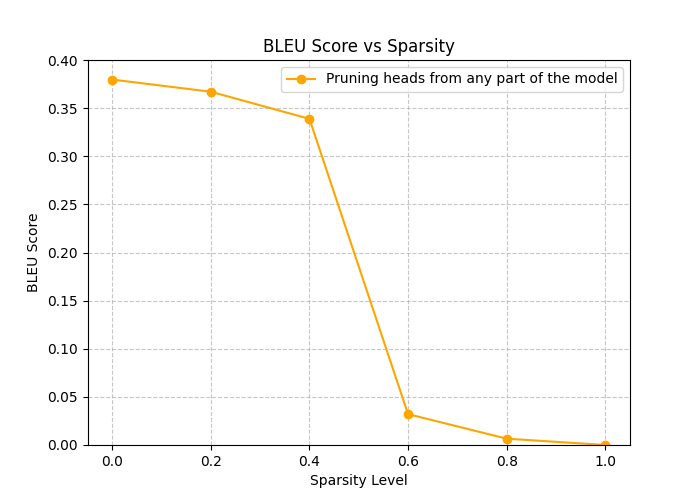 BLEU Score vs Sparsity
Pruning heads from any part of the model
BLEU Score
0.40
0.35
0.30
0.25
0.20
0.15
0.10
0.05
0.00
0.0 0.2 0.4 0.6 0.8 1.0
Sparsity Level